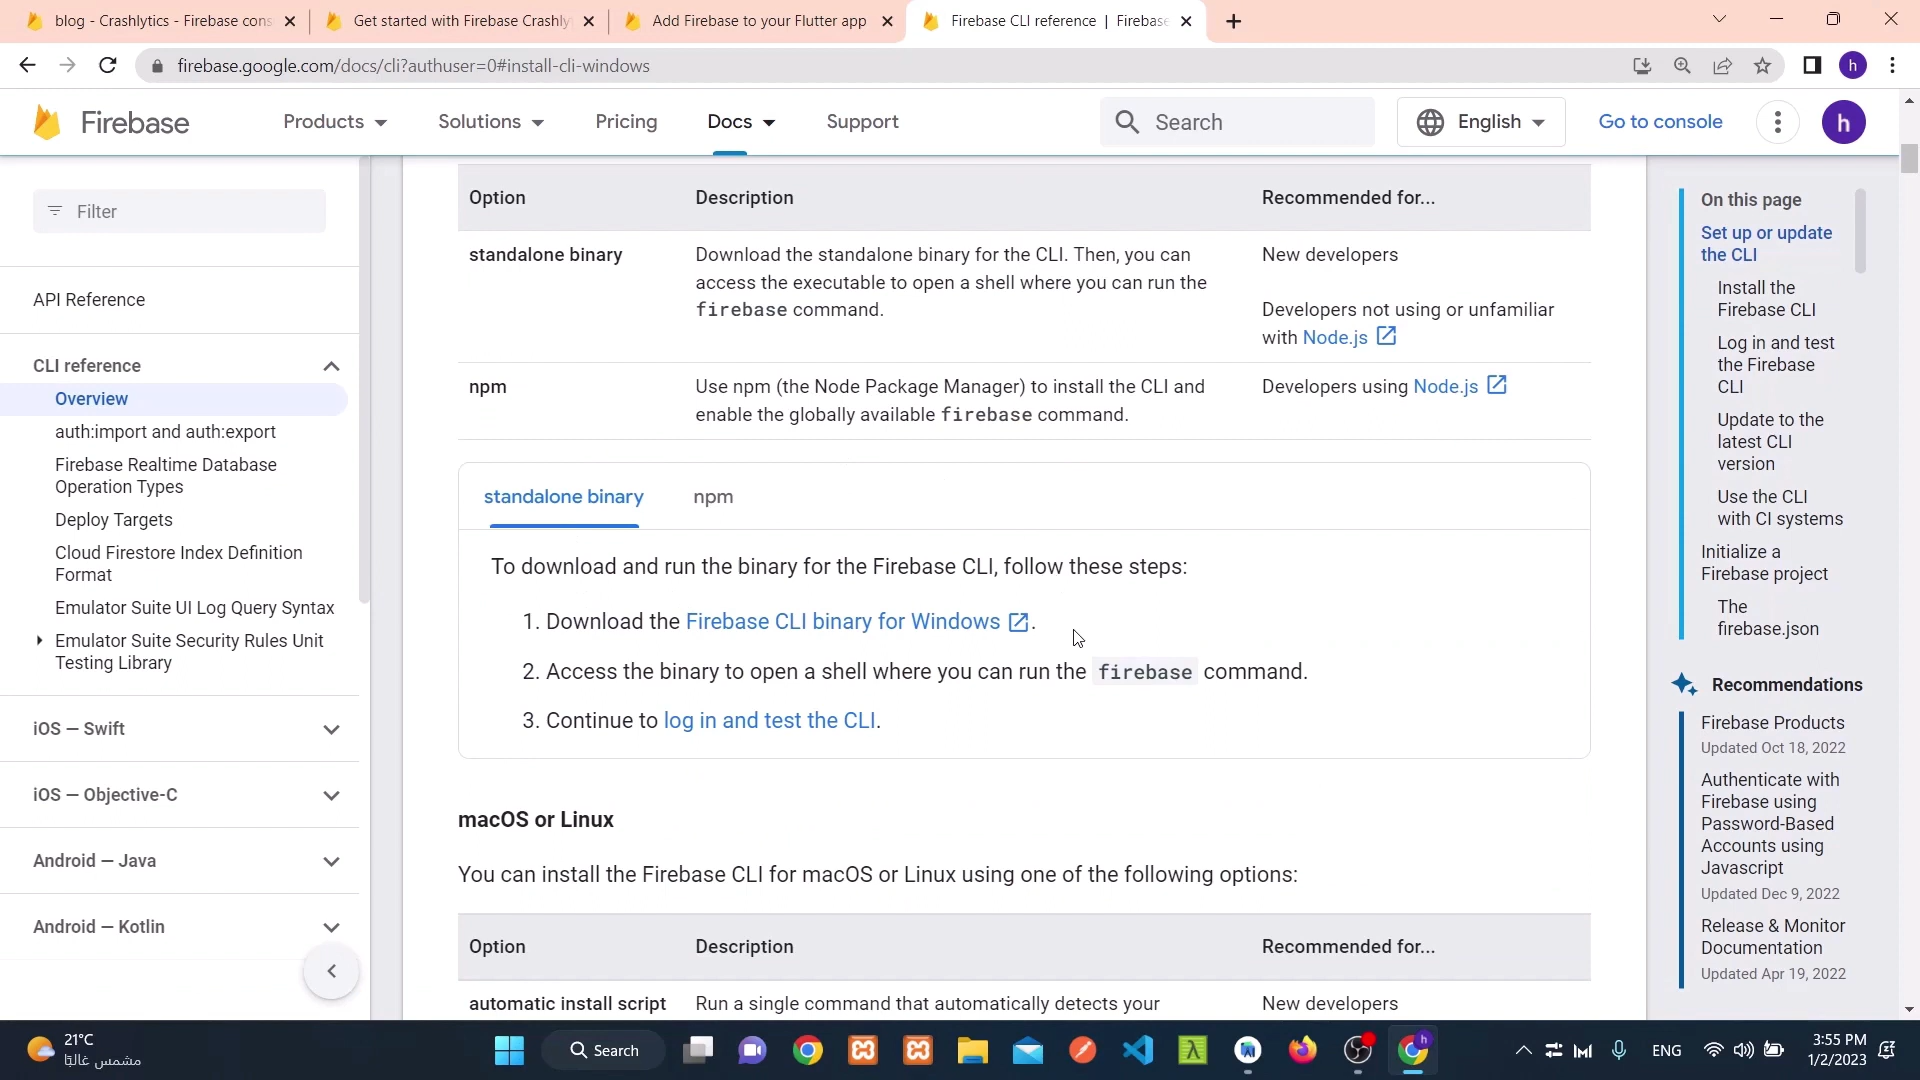 blog - Crashlytics - Firebase cons
Get started with Firebase Crashly
Add Firebase to your Flutter app
Firebase CLI reference | Firebase
firebase.google.com/docs/cli?authuser=0#install-cli-windows
h
Firebase
Products
Solutions
Pricing
Docs
Support
Search
English
Go to console
h
Filter
API Reference
CLI reference
Overview
auth:import and auth:export
Firebase Realtime Database
Operation Types
Deploy Targets
Cloud Firestore Index Definition
Format
Emulator Suite UI Log Query Syntax
Emulator Suite Security Rules Unit
Testing Library
iOS — Swift
iOS — Objective-C
Android — Java
Android — Kotlin
Option Description Recommended for...
standalone binary Download the standalone binary for the CLI. Then, you can New developers
access the executable to open a shell where you can run the
firebase command. Developers not using or unfamiliar
with Node.js
npm Use npm (the Node Package Manager) to install the CLI and Developers using Node.js
enable the globally available firebase command.
standalone binary npm
To download and run the binary for the Firebase CLI, follow these steps:
1. Download the Firebase CLI binary for Windows.
2. Access the binary to open a shell where you can run the firebase command.
3. Continue to log in and test the CLI.
macOS or Linux
You can install the Firebase CLI for macOS or Linux using one of the following options:
Option Description Recommended for...
automatic install script Run a single command that automatically detects your New developers
On this page
Set up or update
the CLI
Install the
Firebase CLI
Log in and test
the Firebase
CLI
Update to the
latest CLI
version
Use the CLI
with CI systems
Initialize a
Firebase project
The
firebase.json
Recommendations
Firebase Products
Updated Oct 18, 2022
Authenticate with
Firebase using
Password-Based
Accounts using
Javascript
Updated Dec 9, 2022
Release & Monitor
Documentation
Updated Apr 19, 2022
21°C
مشمس غالبًا
Search
ENG
3:55 PM
1/2/2023